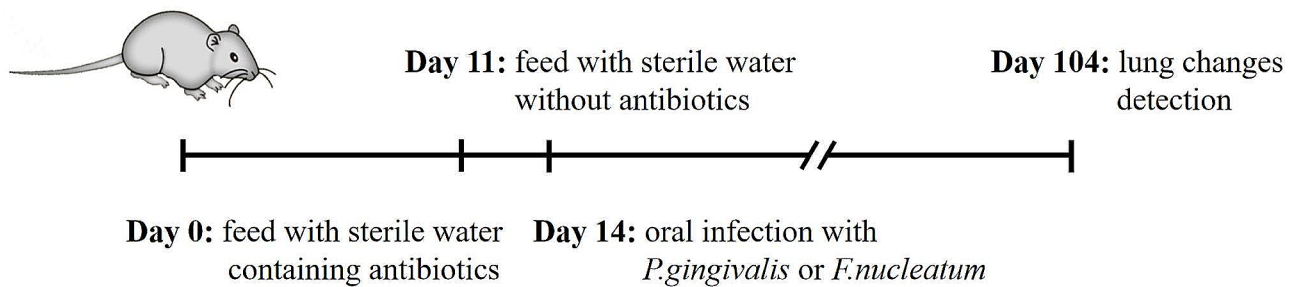 Day 11: feed with sterile water
without antibiotics
Day 104: lung changes
detection
Day 0: feed with sterile water
containing antibiotics
Day 14: oral infection with
P.gingivalis or F.nucleatum